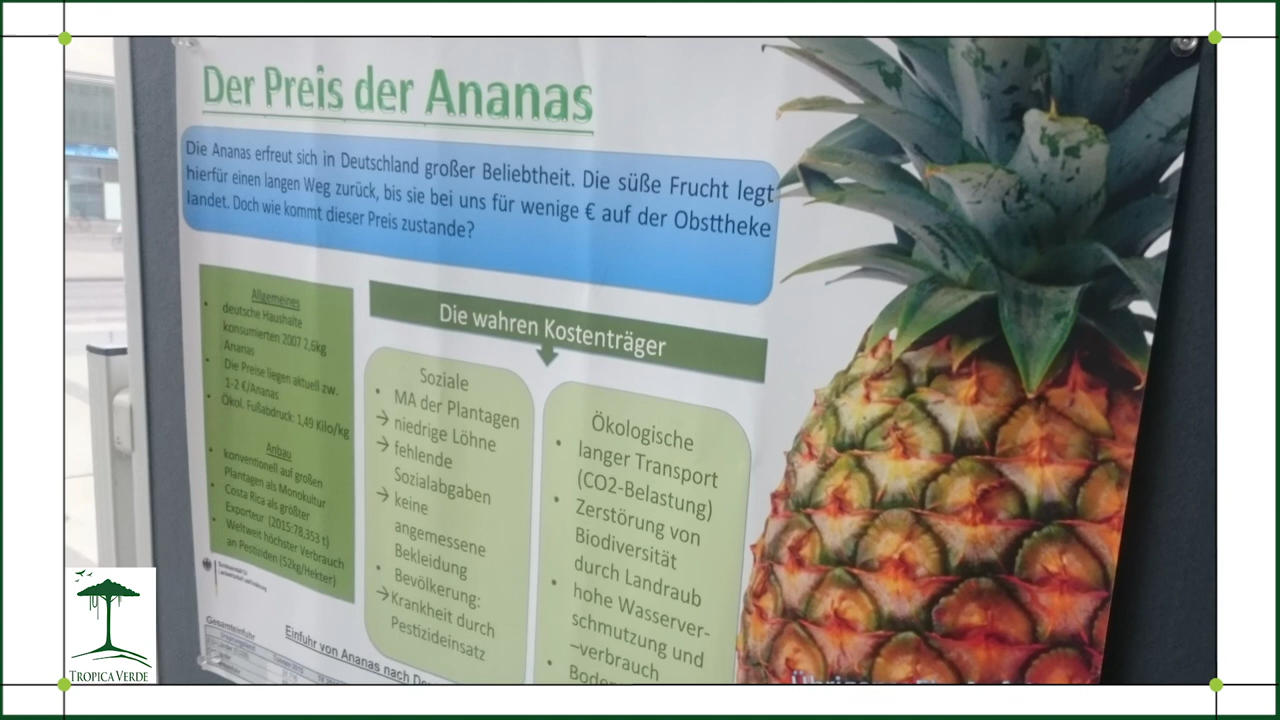 Der Preis der Ananas
Die Ananas erfreut sich in Deutschland großer Beliebtheit. Die süße Frucht legt
hierfür einen langen Weg zurück, bis sie bei uns für wenige € auf der Obsttheke
landet. Doch wie kommt dieser Preis zustande?
Allgemeines
• deutsche Haushalte
konsumierten 2007 2,6kg
Ananas
• Die Preise liegen aktuell zw.
1-2 €/Ananas
• Ökol. Fußabdruck: 1,49 Kilo/kg
Anbau
• konventionell auf großen
Plantagen als Monokultur
• Costa Rica als größter
Exporteur (2015:78,353 t)
• Weltweit höchster Verbrauch
an Pestiziden (52kg/Hekter)
Die wahren Kostenträger
Soziale
• MA der Plantagen
→ niedrige Löhne
→ fehlende
Sozialabgaben
→ keine
angemessene
Bekleidung
• Bevölkerung:
→Krankheit durch
Pestizideinsatz
Ökologische
• langer Transport
(CO2-Belastung)
• Zerstörung von
Biodiversität
durch Landraub
• hohe Wasserver-
schmutzung und
–verbrauch
• Boder
Einfuhr von Ananas nach De
Gesamteinfuhr
TROPICA VERDE